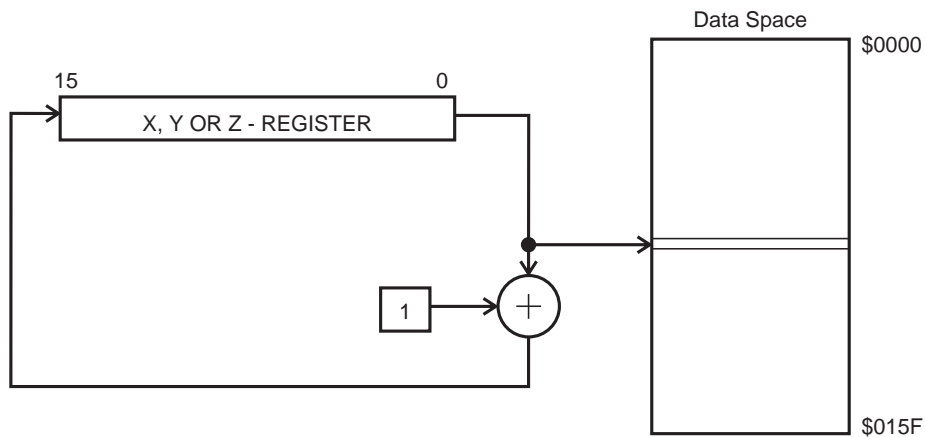 Data Space
$0000
15
0
X, Y OR Z - REGISTER
1
+
$015F